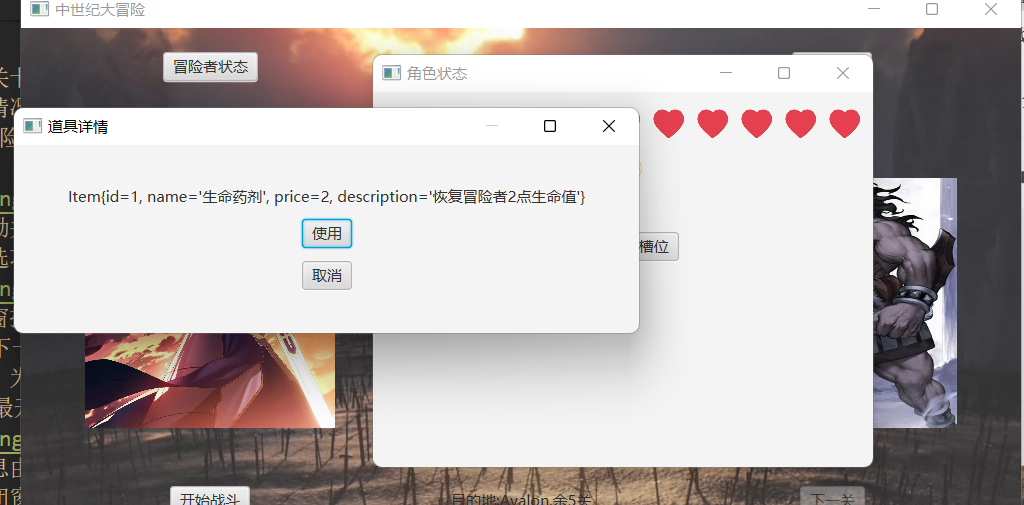 中世纪大冒险
冒险者状态
角色状态
道具详情
Item{id=1, name='生命药剂', price=2, description='恢复冒险者2点生命值'}
使用
槽位
取消
开始战斗
目的地:Avalon,余5关
下一关